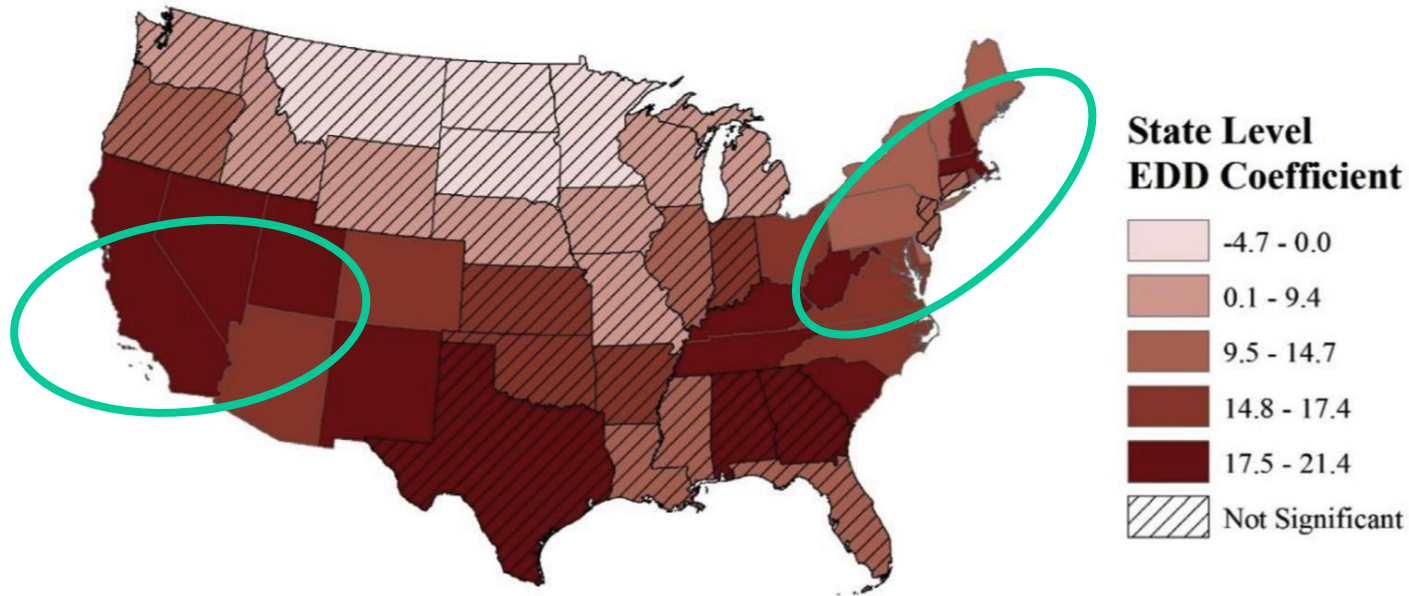 State Level
EDD Coefficient
-4.7 - 0.0
0.1 - 9.4
9.5 - 14.7
14.8 - 17.4
17.5 - 21.4
Not Significant